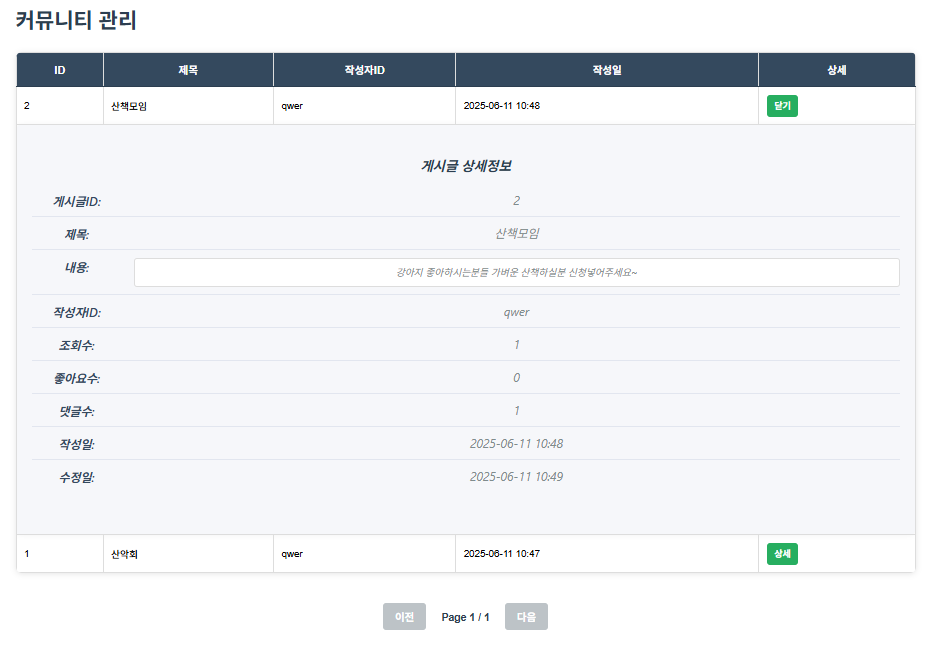 커뮤니티 관리
ID 제목 작성자ID 작성일 상세
2 산책모임 qwer 2025-06-11 10:48 닫기
게시글 상세정보
게시글ID: 2
제목: 산책모임
내용: 강아지 좋아하시는분들 가벼운 산책하실분 신청넣어주세요~
작성자ID: qwer
조회수: 1
좋아요수: 0
댓글수: 1
작성일: 2025-06-11 10:48
수정일: 2025-06-11 10:49
1 산악회 qwer 2025-06-11 10:47 상세
이전 Page 1 / 1 다음